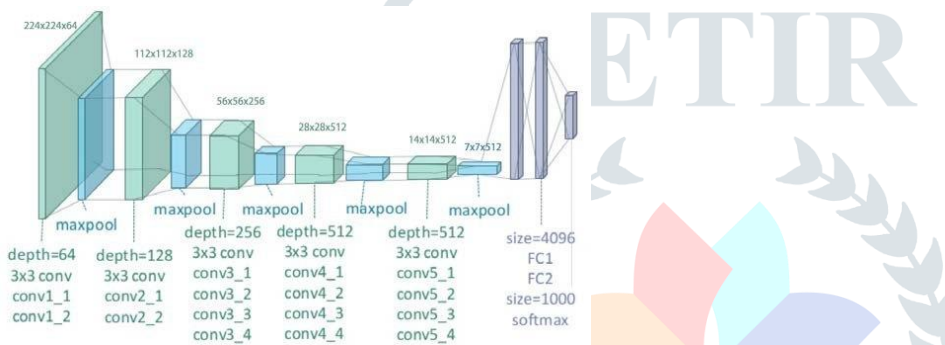 224x224x64
112x112x128
56x56x256
28x28x512
14x14x512
7x7x512
maxpool
maxpool
maxpool
maxpool
maxpool
depth=64
3x3 conv
conv1_1
conv1_2
depth=128
3x3 conv
conv2_1
conv2_2
depth=256
3x3 conv
conv3_1
conv3_2
conv3_3
conv3_4
depth=512
3x3 conv
conv4_1
conv4_2
conv4_3
conv4_4
depth=512
3x3 conv
conv5_1
conv5_2
conv5_3
conv5_4
size=4096
FC1
FC2
size=1000
softmax
ETIR